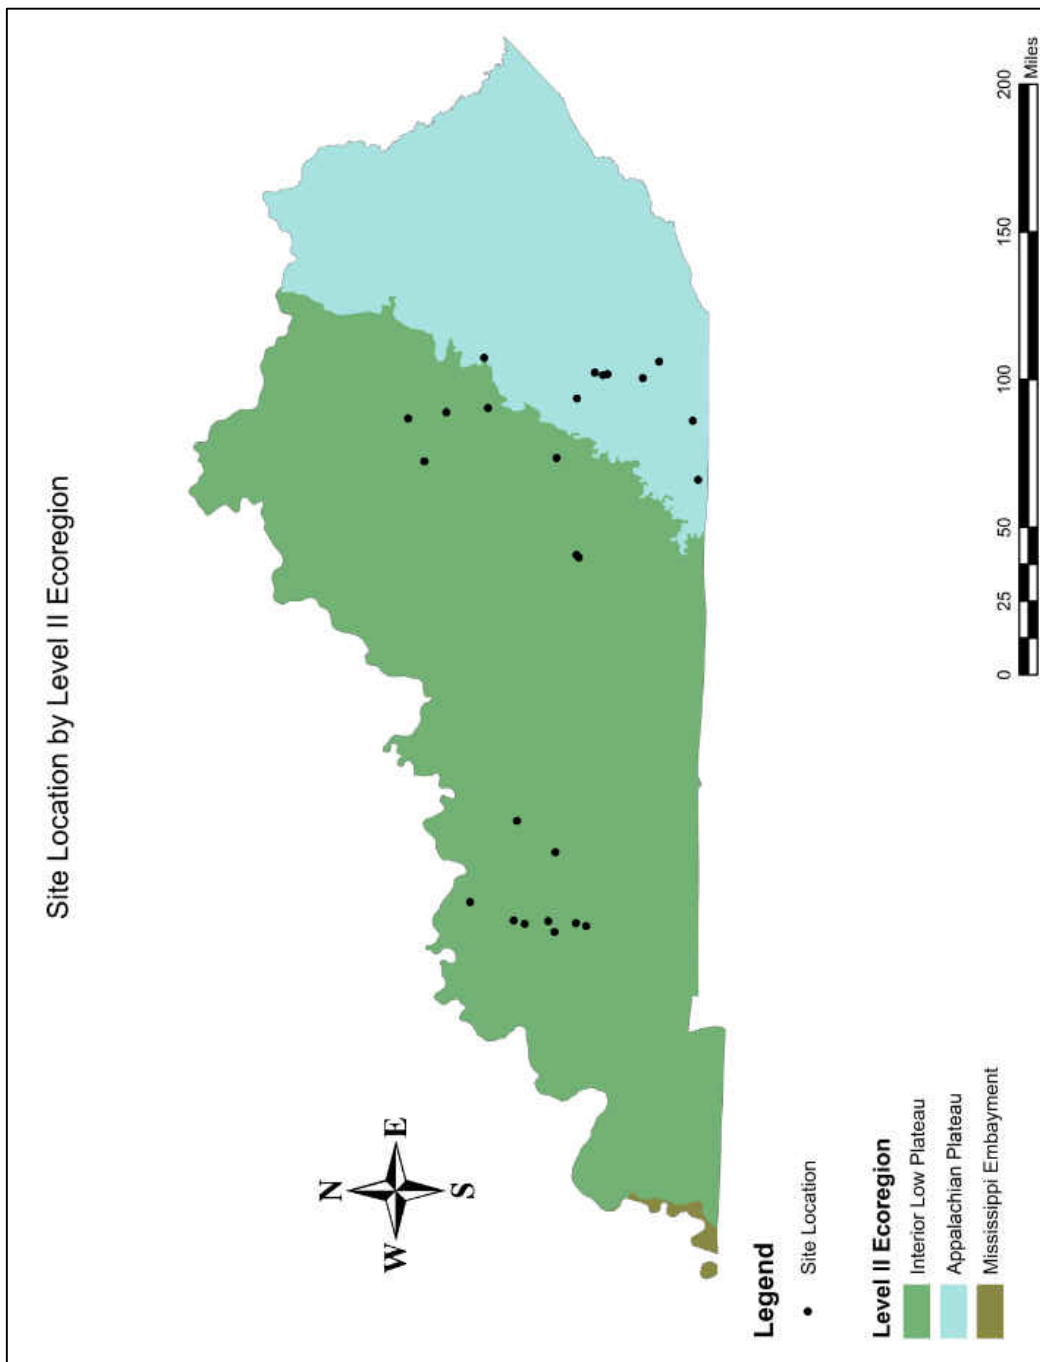 Site Location by Level II Ecoregion
N
W
E
S
Legend
Site Location
Level II Ecoregion
Interior Low Plateau
Appalachian Plateau
Mississippi Embayment
0 25 50 100 150 200
Miles